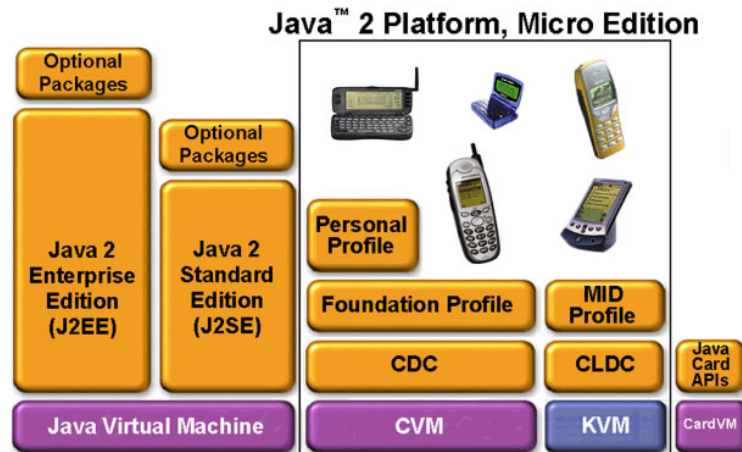 Java™ 2 Platform, Micro Edition
Optional
Packages
Optional
Packages
Java 2
Enterprise
Edition
(J2EE)
Java 2
Standard
Edition
(J2SE)
Personal
Profile
Foundation Profile
MID
Profile
CDC
CLDC
Java
Card
APIs
Java Virtual Machine
CVM
KVM
CardVM